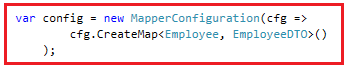 var config = new MapperConfiguration(cfg =>
cfg.CreateMap<Employee, EmployeeDTO>()
);